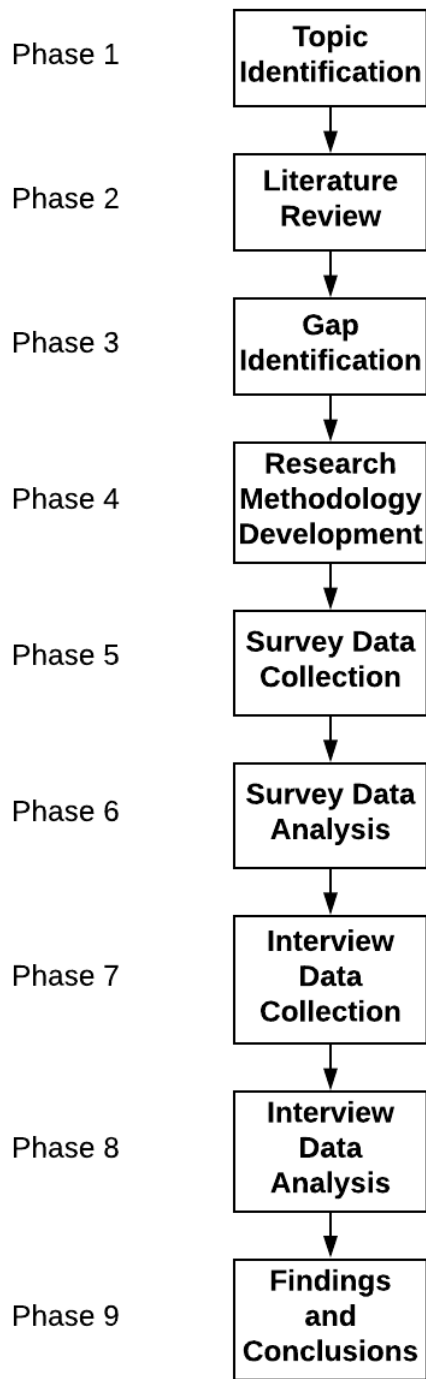 Phase 1
Topic
Identification
Phase 2
Literature
Review
Phase 3
Gap
Identification
Phase 4
Research
Methodology
Development
Phase 5
Survey Data
Collection
Phase 6
Survey Data
Analysis
Phase 7
Interview
Data
Collection
Phase 8
Interview
Data
Analysis
Phase 9
Findings
and
Conclusions